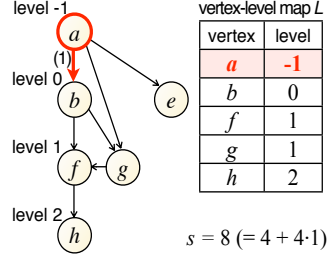 level -1
a
(1)
level 0
b
e
level 1
f
g
level 2
h
vertex-level map L
vertex level
a -1
b 0
f 1
g 1
h 2
s = 8 (= 4 + 4·1)